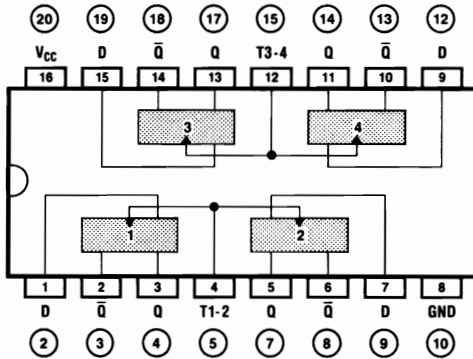 20 19 18 17 15 14 13 12
VCC D Q̅ Q T3-4 Q Q̅ D
16 15 14 13 12 11 10 9
3 4
1 2
1 2 3 4 5 6 7 8
D Q̅ Q T1-2 Q Q̅ D GND
2 3 4 5 7 8 9 10